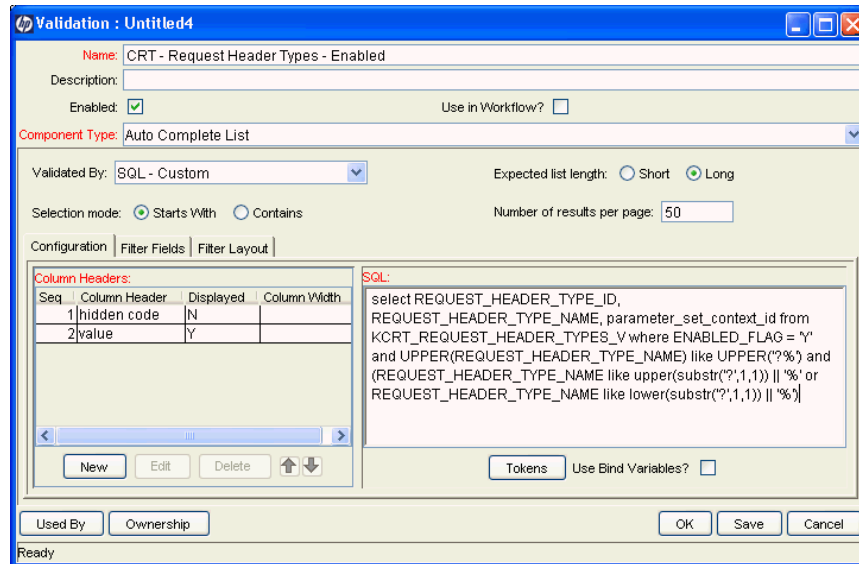 hp Validation : Untitled4
Name: CRT - Request Header Types - Enabled
Description:
Enabled: Use in Workflow?
Component Type: Auto Complete List
Validated By: SQL - Custom Expected list length: Short Long
Selection mode: Starts With Contains Number of results per page: 50
Configuration Filter Fields Filter Layout
Column Headers:
Seq Column Header Displayed Column Width
1 hidden code N
2 value Y
New Edit Delete
SQL:
select REQUEST_HEADER_TYPE_ID,
REQUEST_HEADER_TYPE_NAME, parameter_set_context_id from
KCRT_REQUEST_HEADER_TYPES_V where ENABLED_FLAG = 'Y'
and UPPER(REQUEST_HEADER_TYPE_NAME) like UPPER('?%') and
(REQUEST_HEADER_TYPE_NAME like upper(substr('?',1,1)) || '%' or
REQUEST_HEADER_TYPE_NAME like lower(substr('?',1,1)) || '%')
Tokens Use Bind Variables?
Used By Ownership OK Save Cancel
Ready